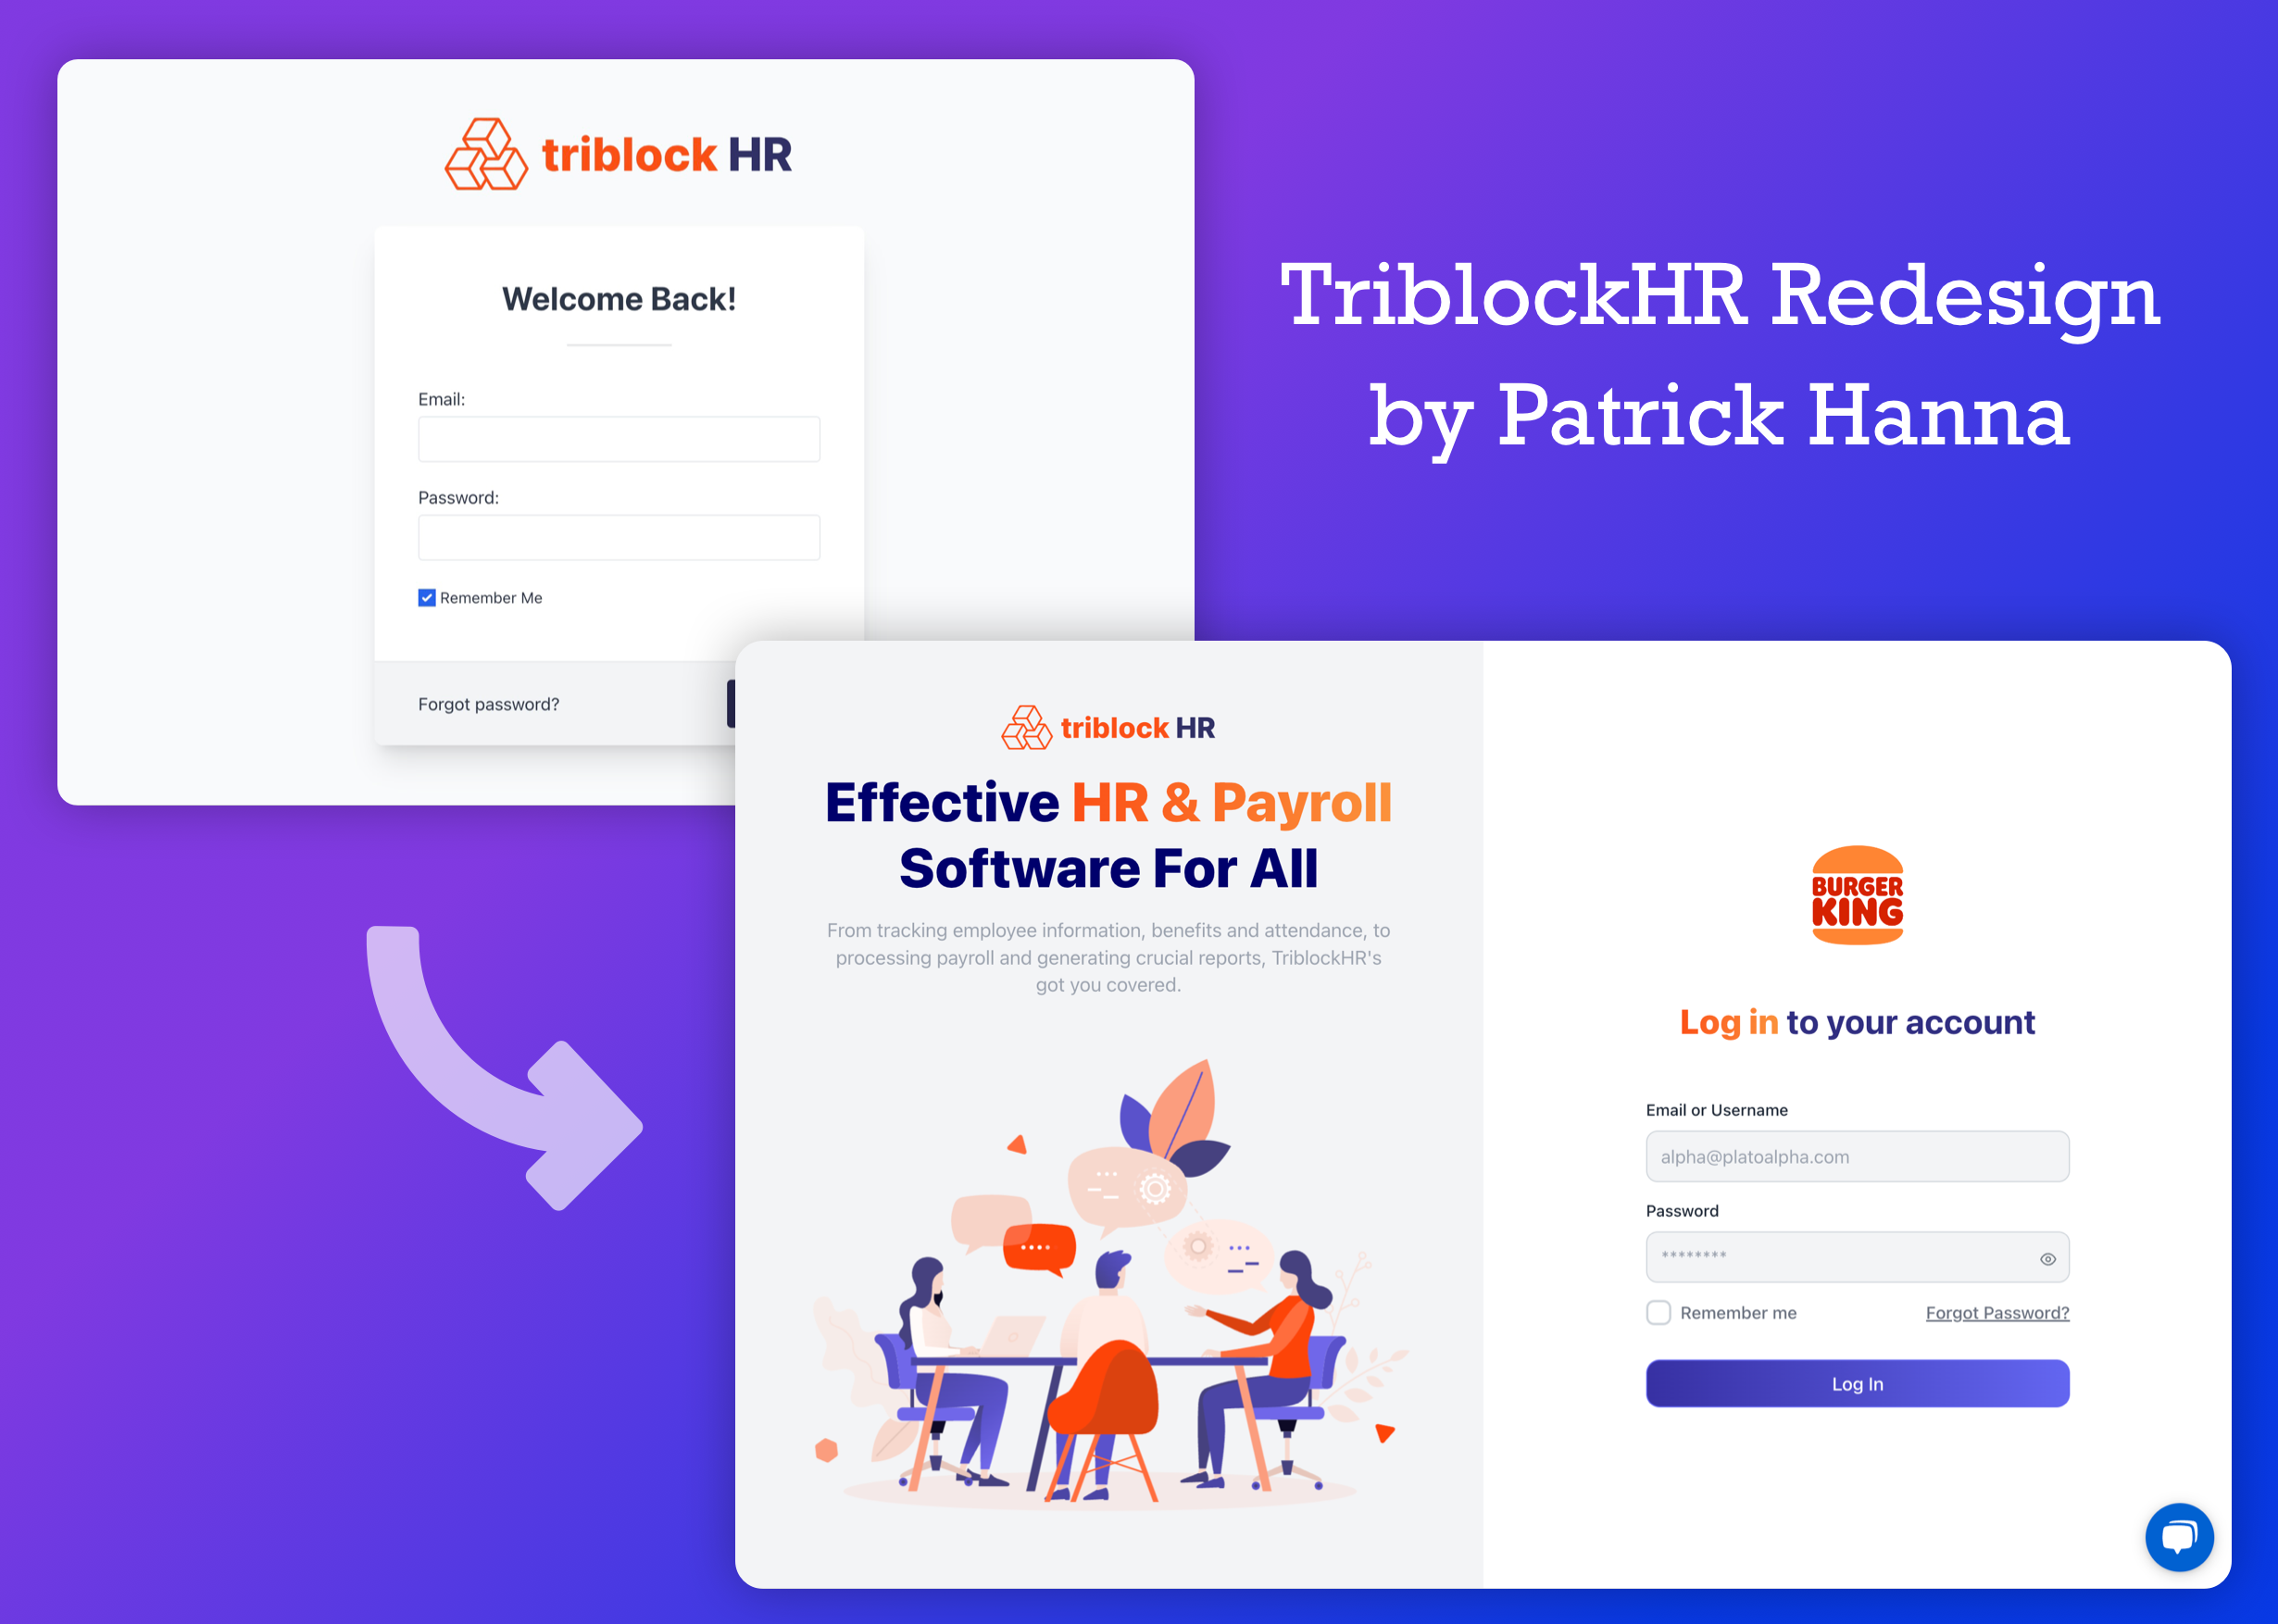 triblock HR
Welcome Back!
Email:
Password:
Remember Me
Forgot password?
TriblockHR Redesign
by Patrick Hanna
triblock HR
Effective HR & Payroll
Software For All
From tracking employee information, benefits and attendance, to
processing payroll and generating crucial reports, TriblockHR's
got you covered.
BURGER
KING
Log in to your account
Email or Username
alpha@platoalpha.com
Password
********
Remember me
Forgot Password?
Log In